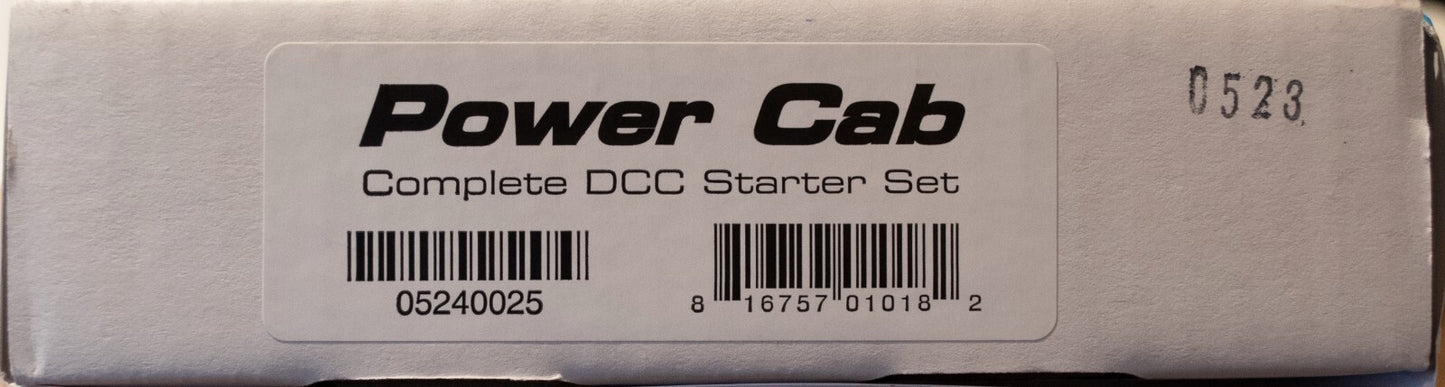 Power Cab
Complete DCC Starter Set
05240025
8 16757 01018 2
0523